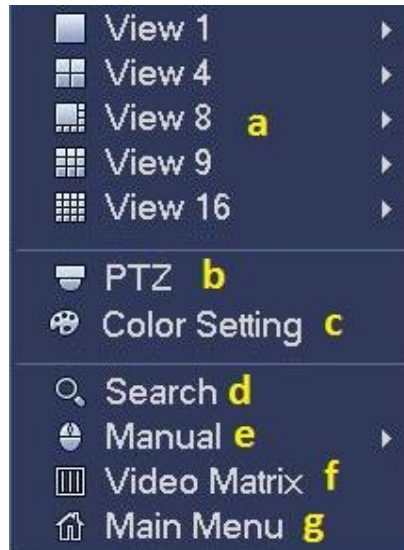 View 1
View 4
View 8 a
View 9
View 16
PTZ b
Color Setting c
Search d
Manual e
Video Matrix f
Main Menu g